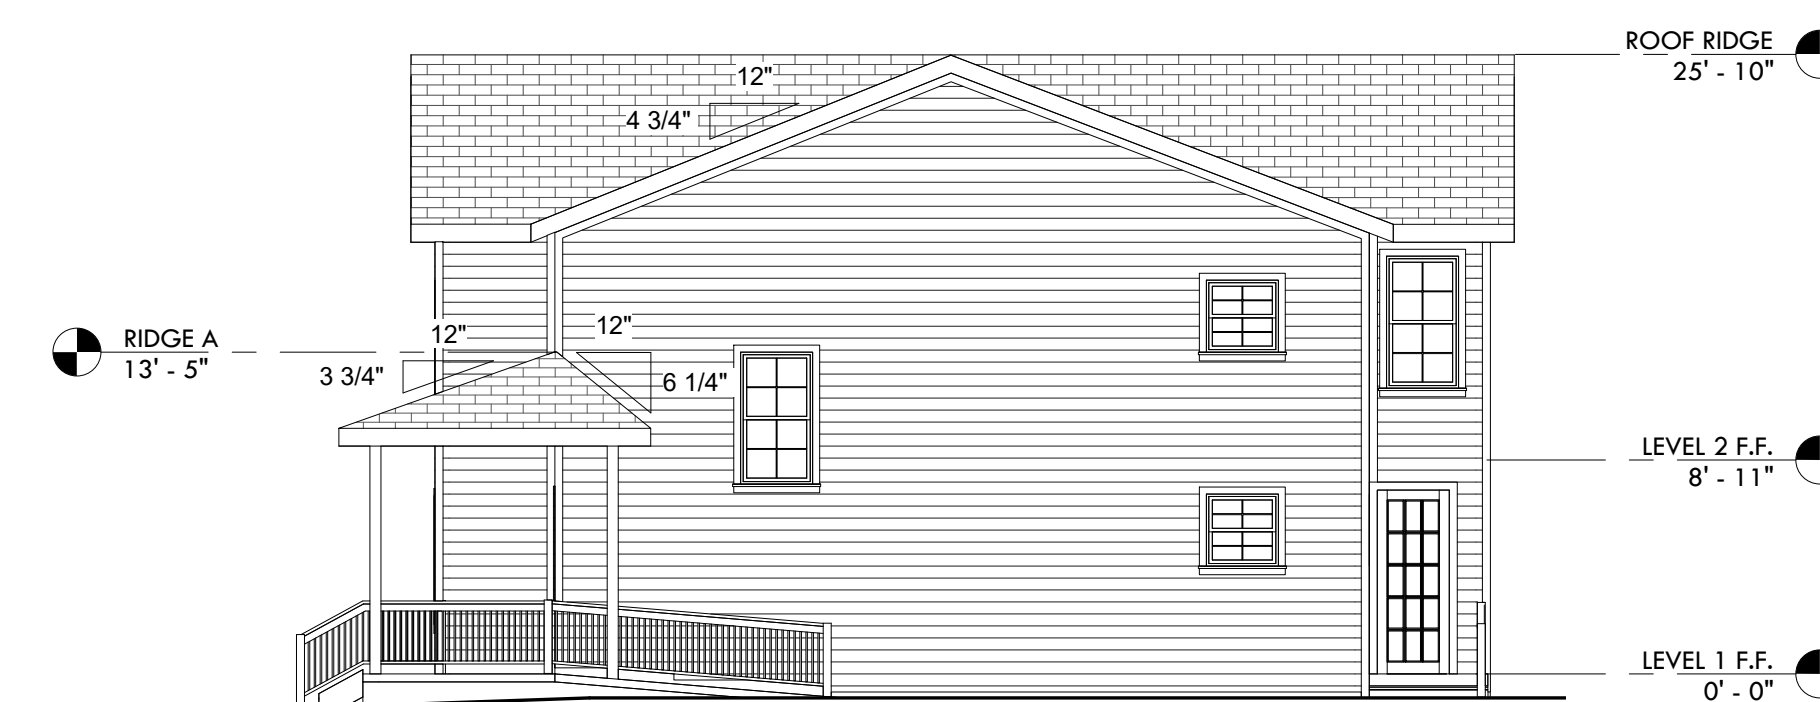 ROOF RIDGE
25' - 10"
12"
4 3/4"
RIDGE A
13' - 5"
12"
12"
3 3/4"
6 1/4"
LEVEL 2 F.F.
8' - 11"
LEVEL 1 F.F.
0' - 0"